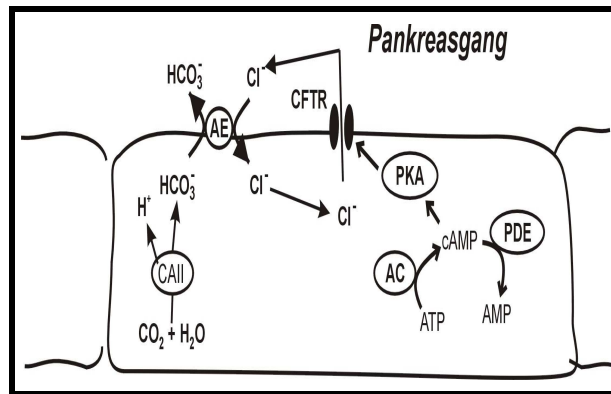 Pankreasgang
HCO₃⁻
Cl⁻
CFTR
AE
HCO₃⁻
Cl⁻
Cl⁻
PKA
H⁺
cAMP
PDE
CAII
AC
CO₂ + H₂O
ATP
AMP